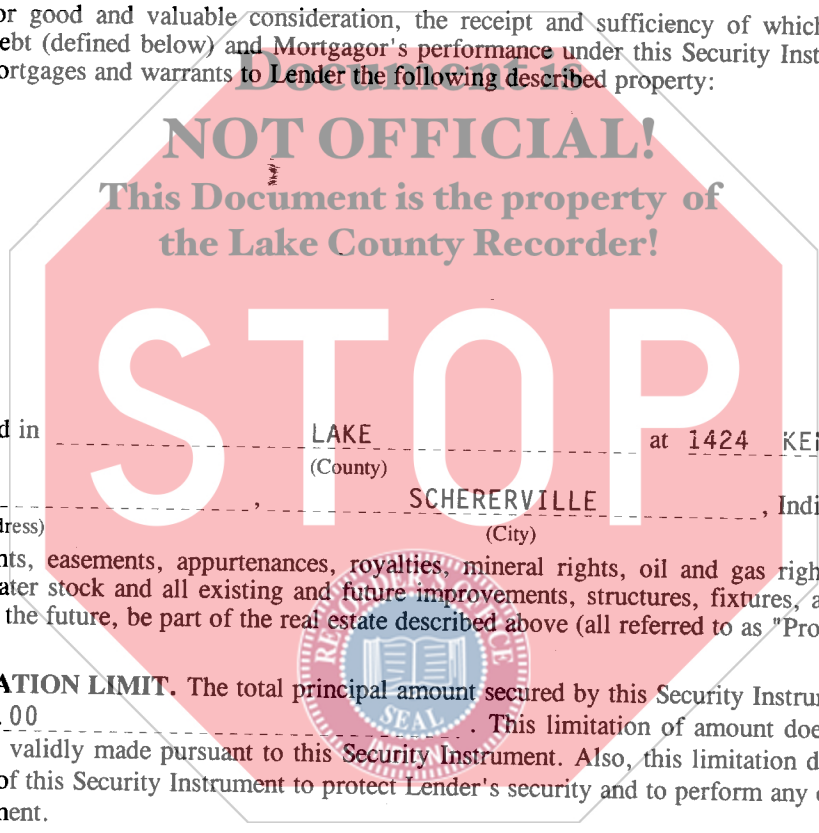 or good and valuable consideration, the receipt and sufficiency of which
ebt (defined below) and Mortgagor's performance under this Security Inst
ortgages and warrants to Lender the following described property:
Document is
NOT OFFICIAL!
This Document is the property of
the Lake County Recorder!
STOP
d in LAKE at 1424 KEI
(County)
, SCHERERVILLE , Indi
ress) (City)
nts, easements, appurtenances, royalties, mineral rights, oil and gas righ
ater stock and all existing and future improvements, structures, fixtures, a
the future, be part of the real estate described above (all referred to as "Pro
RECORDER'S OFFICE
SEAL
ATION LIMIT. The total principal amount secured by this Security Instru
.00 . This limitation of amount doe
validly made pursuant to this Security Instrument. Also, this limitation d
of this Security Instrument to protect Lender's security and to perform any
ment.